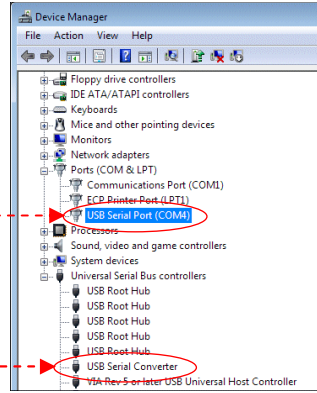 Device Manager
File Action View Help
Floppy drive controllers
IDE ATA/ATAPI controllers
Keyboards
Mice and other pointing devices
Monitors
Network adapters
Ports (COM & LPT)
Communications Port (COM1)
ECP Printer Port (LPT1)
USB Serial Port (COM4)
Processors
Sound, video and game controllers
System devices
Universal Serial Bus controllers
USB Root Hub
USB Root Hub
USB Root Hub
USB Root Hub
USB Root Hub
USB Serial Converter
VIA Rev 5 or later USB Universal Host Controller